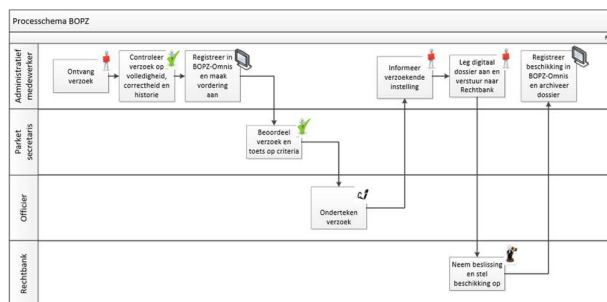 Processchema BOPZ
Administratief
medewerker
Ontvang
verzoek
Controleer
verzoek op
volledigheid,
correctheid en
historie
Registreer in
BOPZ-Omnis
en maak
vordering
aan
Informeer
verzoekende
instelling
Leg digitaal
dossier aan en
verstuur naar
Rechtbank
Registreer
beschikking in
BOPZ-Omnis
en archiveer
dossier
Parket
secretaris
Beoordeel
verzoek en
toets op criteria
Officier
Onderteken
verzoek
Rechtbank
Neem beslissing
en stel
beschikking op